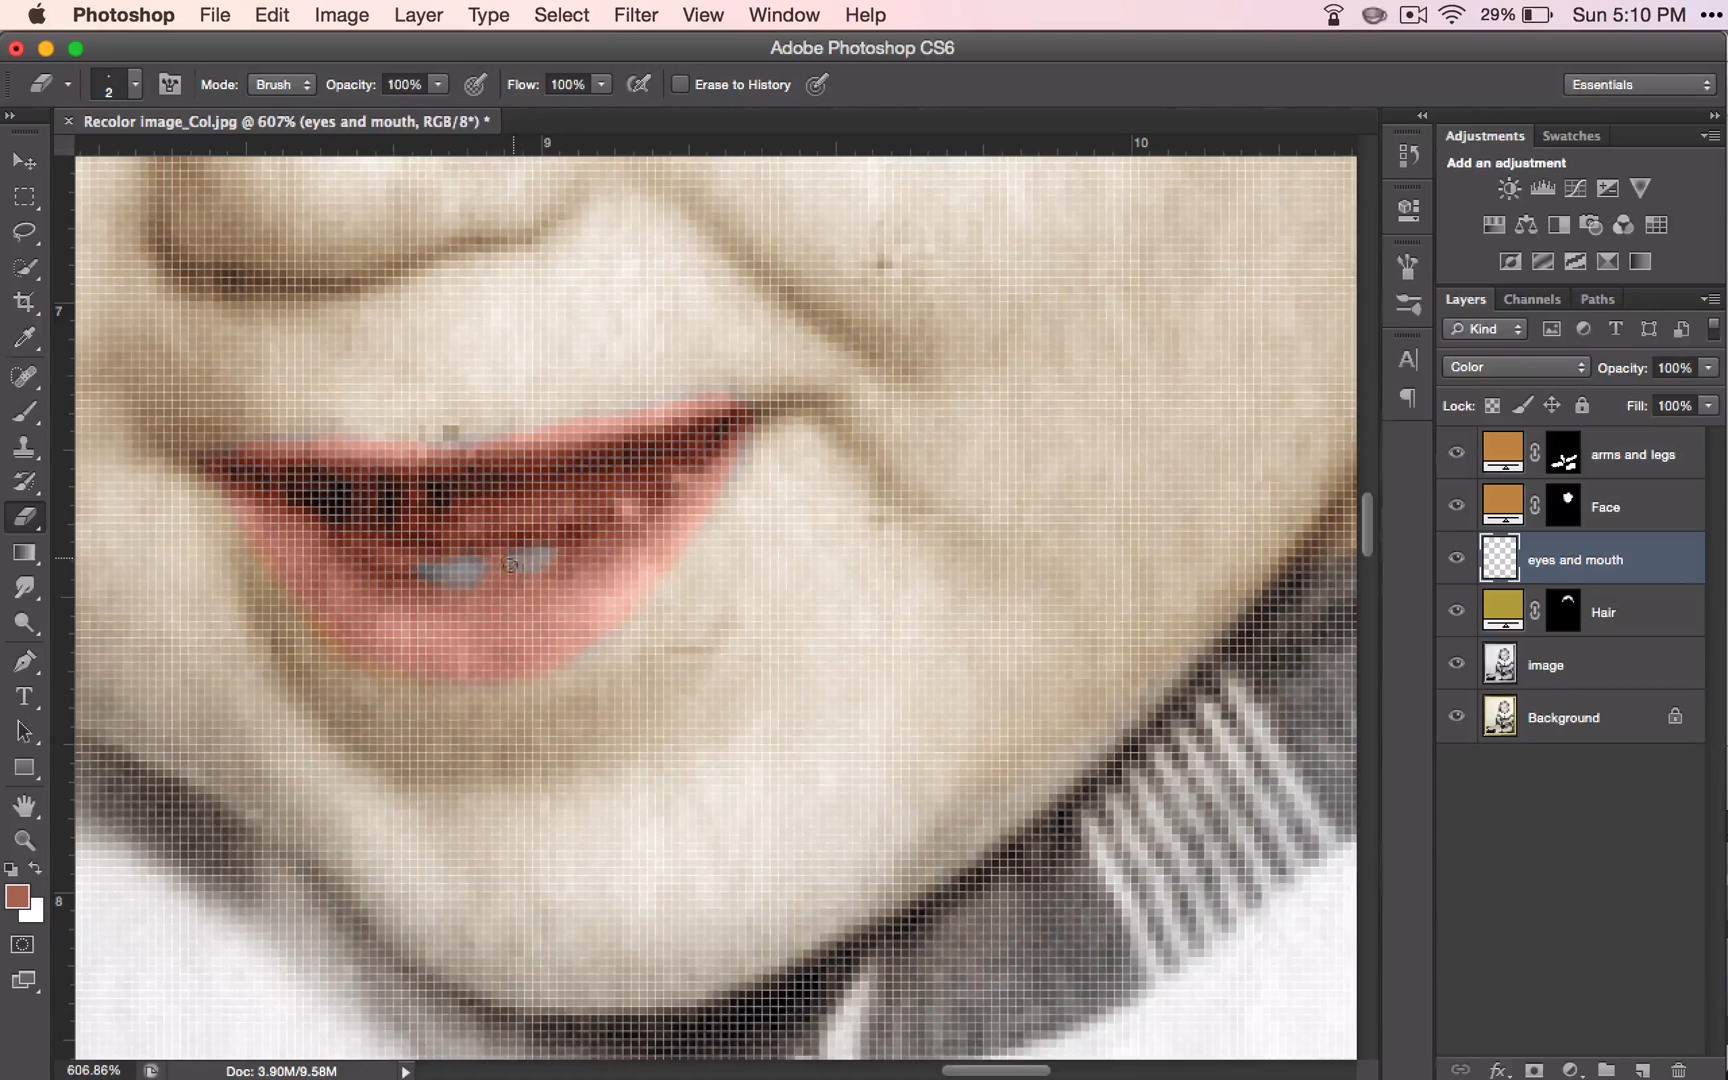 Photoshop File Edit Image Layer Type Select Filter View Window Help 29% Sun 5:10 PM
Adobe Photoshop CS6
2 Mode: Brush Opacity: 100% Flow: 100% Erase to History Essentials
Recolor image_Col.jpg @ 607% (eyes and mouth, RGB/8*) *
9 10
7
8
Adjustments Swatches
Add an adjustment
Layers Channels Paths
Kind T
Color Opacity: 100%
Lock: Fill: 100%
arms and legs
Face
eyes and mouth
Hair
image
Background
A
T
fx
606.86% Doc: 3.90M/9.58M